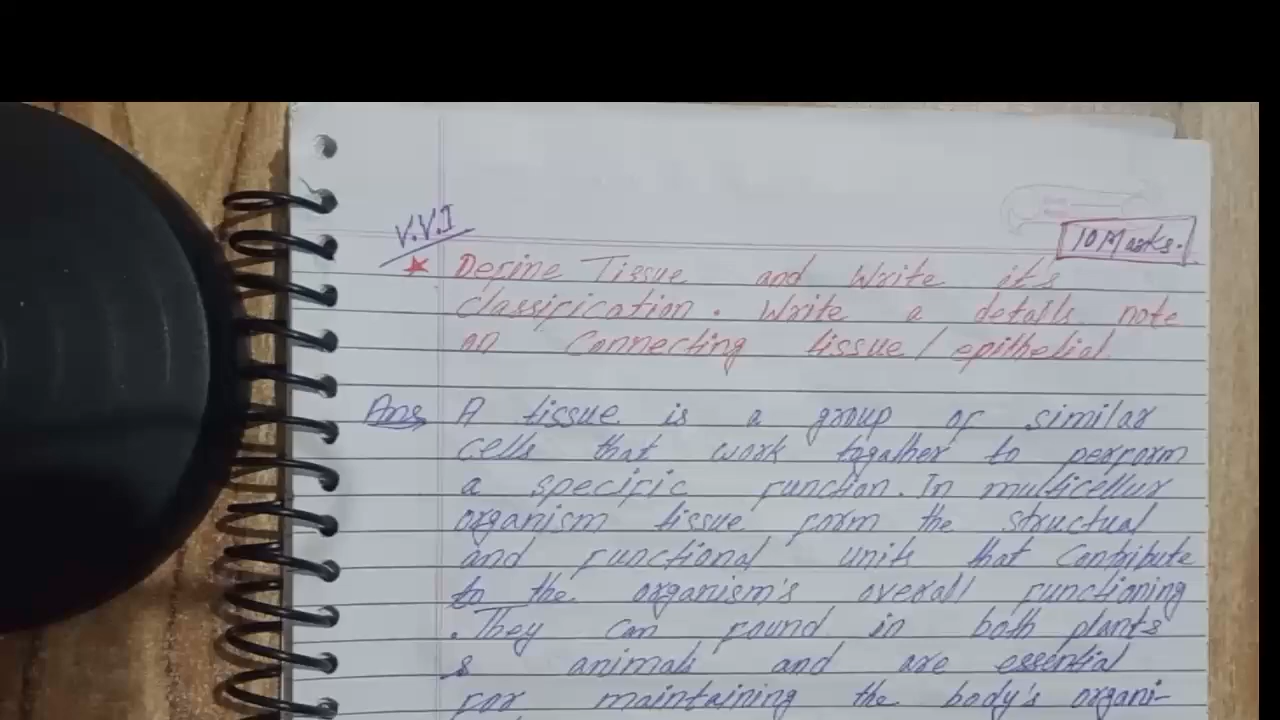 V.V.I
10 Marks.
Define Tissue and Write it's
classification. Write a details note
on Connecting tissue/epithelial
Ans A tissue is a group of similar
cells that work togather to perform
a specific function. In multicellur
organism tissue form the structual
and functional units that Contribute
to the organism's overall functioning
. They can found in both plants
& animals and are essential
for maintaining the body's organi-